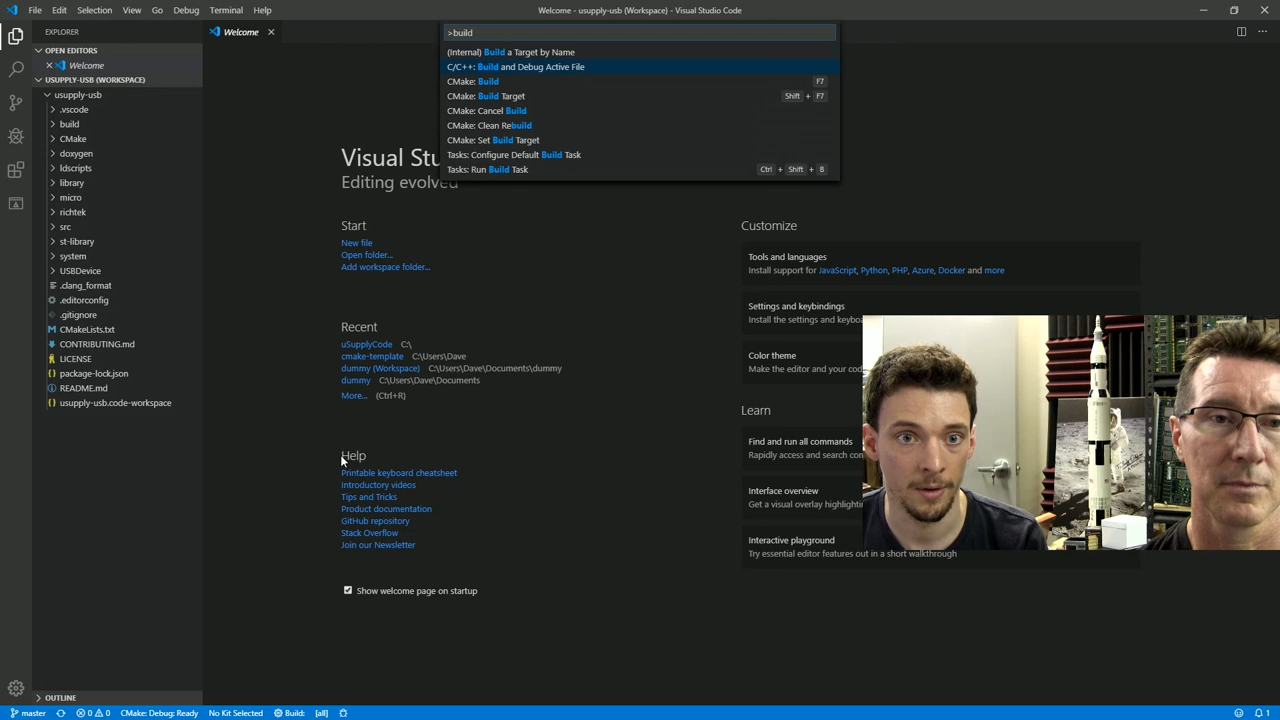 File Edit Selection View Go Debug Terminal Help
Welcome - usupply-usb (Workspace) - Visual Studio Code
EXPLORER
OPEN EDITORS
Welcome
USUPPLY-USB (WORKSPACE)
usupply-usb
.vscode
build
CMake
doxygen
ldscripts
library
micro
richtek
src
st-library
system
USBDevice
.clang_format
.editorconfig
.gitignore
CMakeLists.txt
CONTRIBUTING.md
LICENSE
package-lock.json
README.md
usupply-usb.code-workspace
OUTLINE
Welcome
>build
(Internal) Build a Target by Name
C/C++: Build and Debug Active File
CMake: Build F7
CMake: Build Target Shift + F7
CMake: Cancel Build
CMake: Clean Rebuild
CMake: Set Build Target
Tasks: Configure Default Build Task
Tasks: Run Build Task Ctrl + Shift + B
Visual Stu
Editing evolved
Start
New file
Open folder...
Add workspace folder...
Recent
uSupplyCode C:\
cmake-template C:\Users\Dave
dummy (Workspace) C:\Users\Dave\Documents\dummy
dummy C:\Users\Dave\Documents
More... (Ctrl+R)
Help
Printable keyboard cheatsheet
Introductory videos
Tips and Tricks
Product documentation
GitHub repository
Stack Overflow
Join our Newsletter
Show welcome page on startup
Customize
Tools and languages
Install support for JavaScript, Python, PHP, Azure, Docker and more
Settings and keybindings
Install the settings and keyboa
Color theme
Make the editor and your code
Learn
Find and run all commands
Rapidly access and search con
Interface overview
Get a visual overlay highlightin
Interactive playground
Try essential editor features out in a short walkthrough
master 0 0 CMake: Debug: Ready No Kit Selected Build: [all] 1